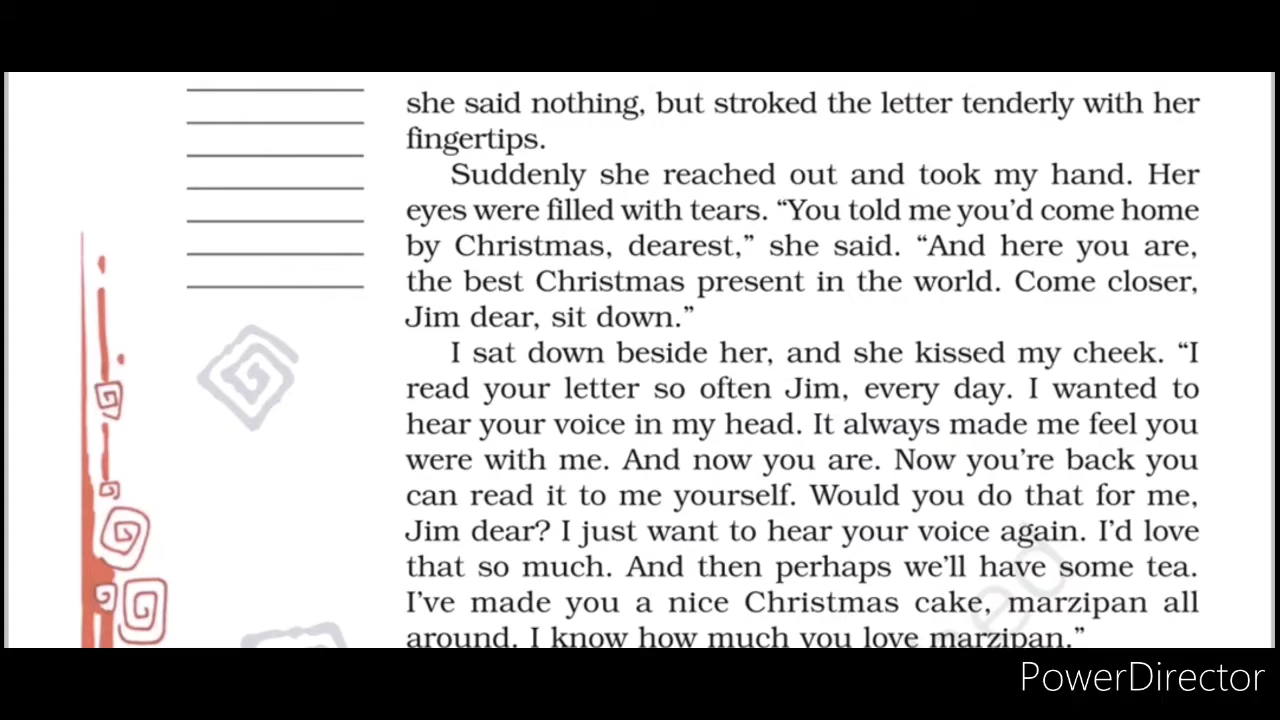 she said nothing, but stroked the letter tenderly with her
fingertips.
Suddenly she reached out and took my hand. Her
eyes were filled with tears. “You told me you’d come home
by Christmas, dearest,” she said. “And here you are,
the best Christmas present in the world. Come closer,
Jim dear, sit down.”
I sat down beside her, and she kissed my cheek. “I
read your letter so often Jim, every day. I wanted to
hear your voice in my head. It always made me feel you
were with me. And now you are. Now you’re back you
can read it to me yourself. Would you do that for me,
Jim dear? I just want to hear your voice again. I’d love
that so much. And then perhaps we’ll have some tea.
I’ve made you a nice Christmas cake, marzipan all
around. I know how much you love marzipan.”
PowerDirector